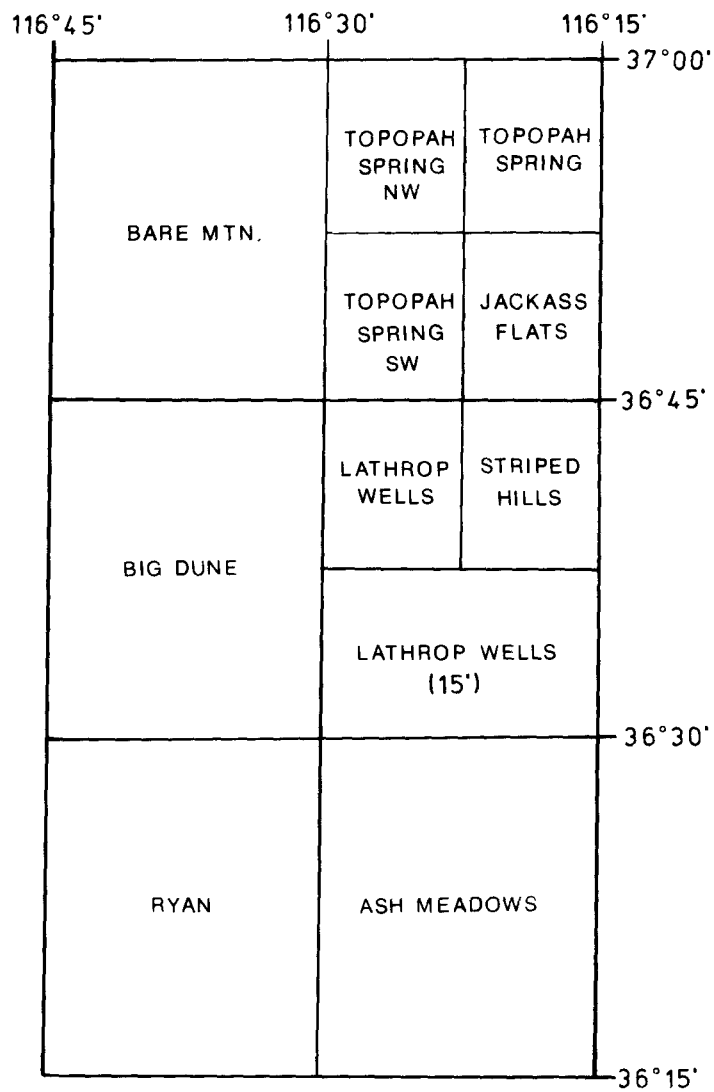 116°45'
116°30'
116°15'
37°00'
TOPOPAH
SPRING
NW
TOPOPAH
SPRING
BARE MTN.
TOPOPAH
SPRING
SW
JACKASS
FLATS
36°45'
LATHROP
WELLS
STRIPED
HILLS
BIG DUNE
LATHROP WELLS
(15')
36°30'
RYAN
ASH MEADOWS
36°15'